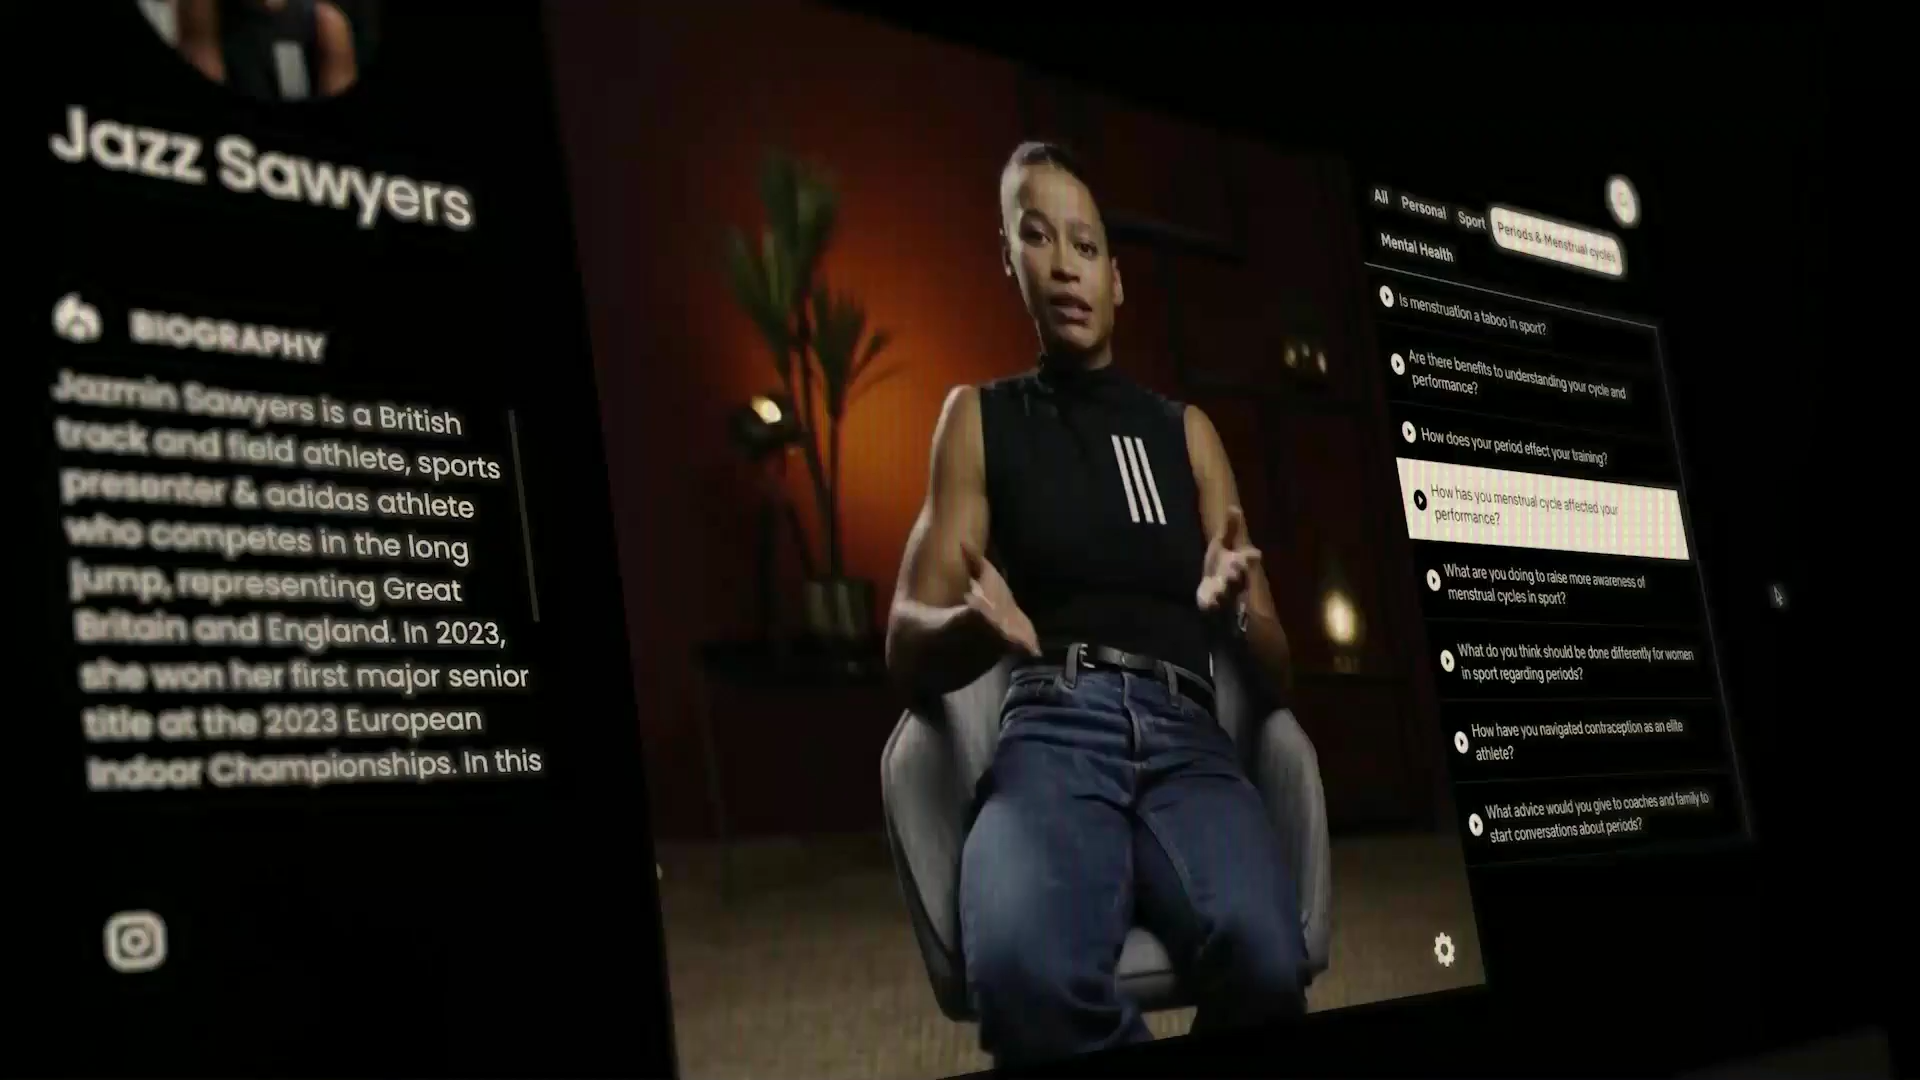 Jazz Sawyers
BIOGRAPHY
Jazmin Sawyers is a British
track and field athlete, sports
presenter & adidas athlete
who competes in the long
jump, representing Great
Britain and England. In 2023,
she won her first major senior
title at the 2023 European
Indoor Championships. In this
All Personal Sport Periods & Menstrual cycles
Mental Health
Is menstruation a taboo in sport?
Are there benefits to understanding your cycle and
performance?
How does your period effect your training?
How has you menstrual cycle affected your
performance?
What are you doing to raise more awareness of
menstrual cycles in sport?
What do you think should be done differently for women
in sport regarding periods?
How have you navigated contraception as an elite
athlete?
What advice would you give to coaches and family to
start conversations about periods?